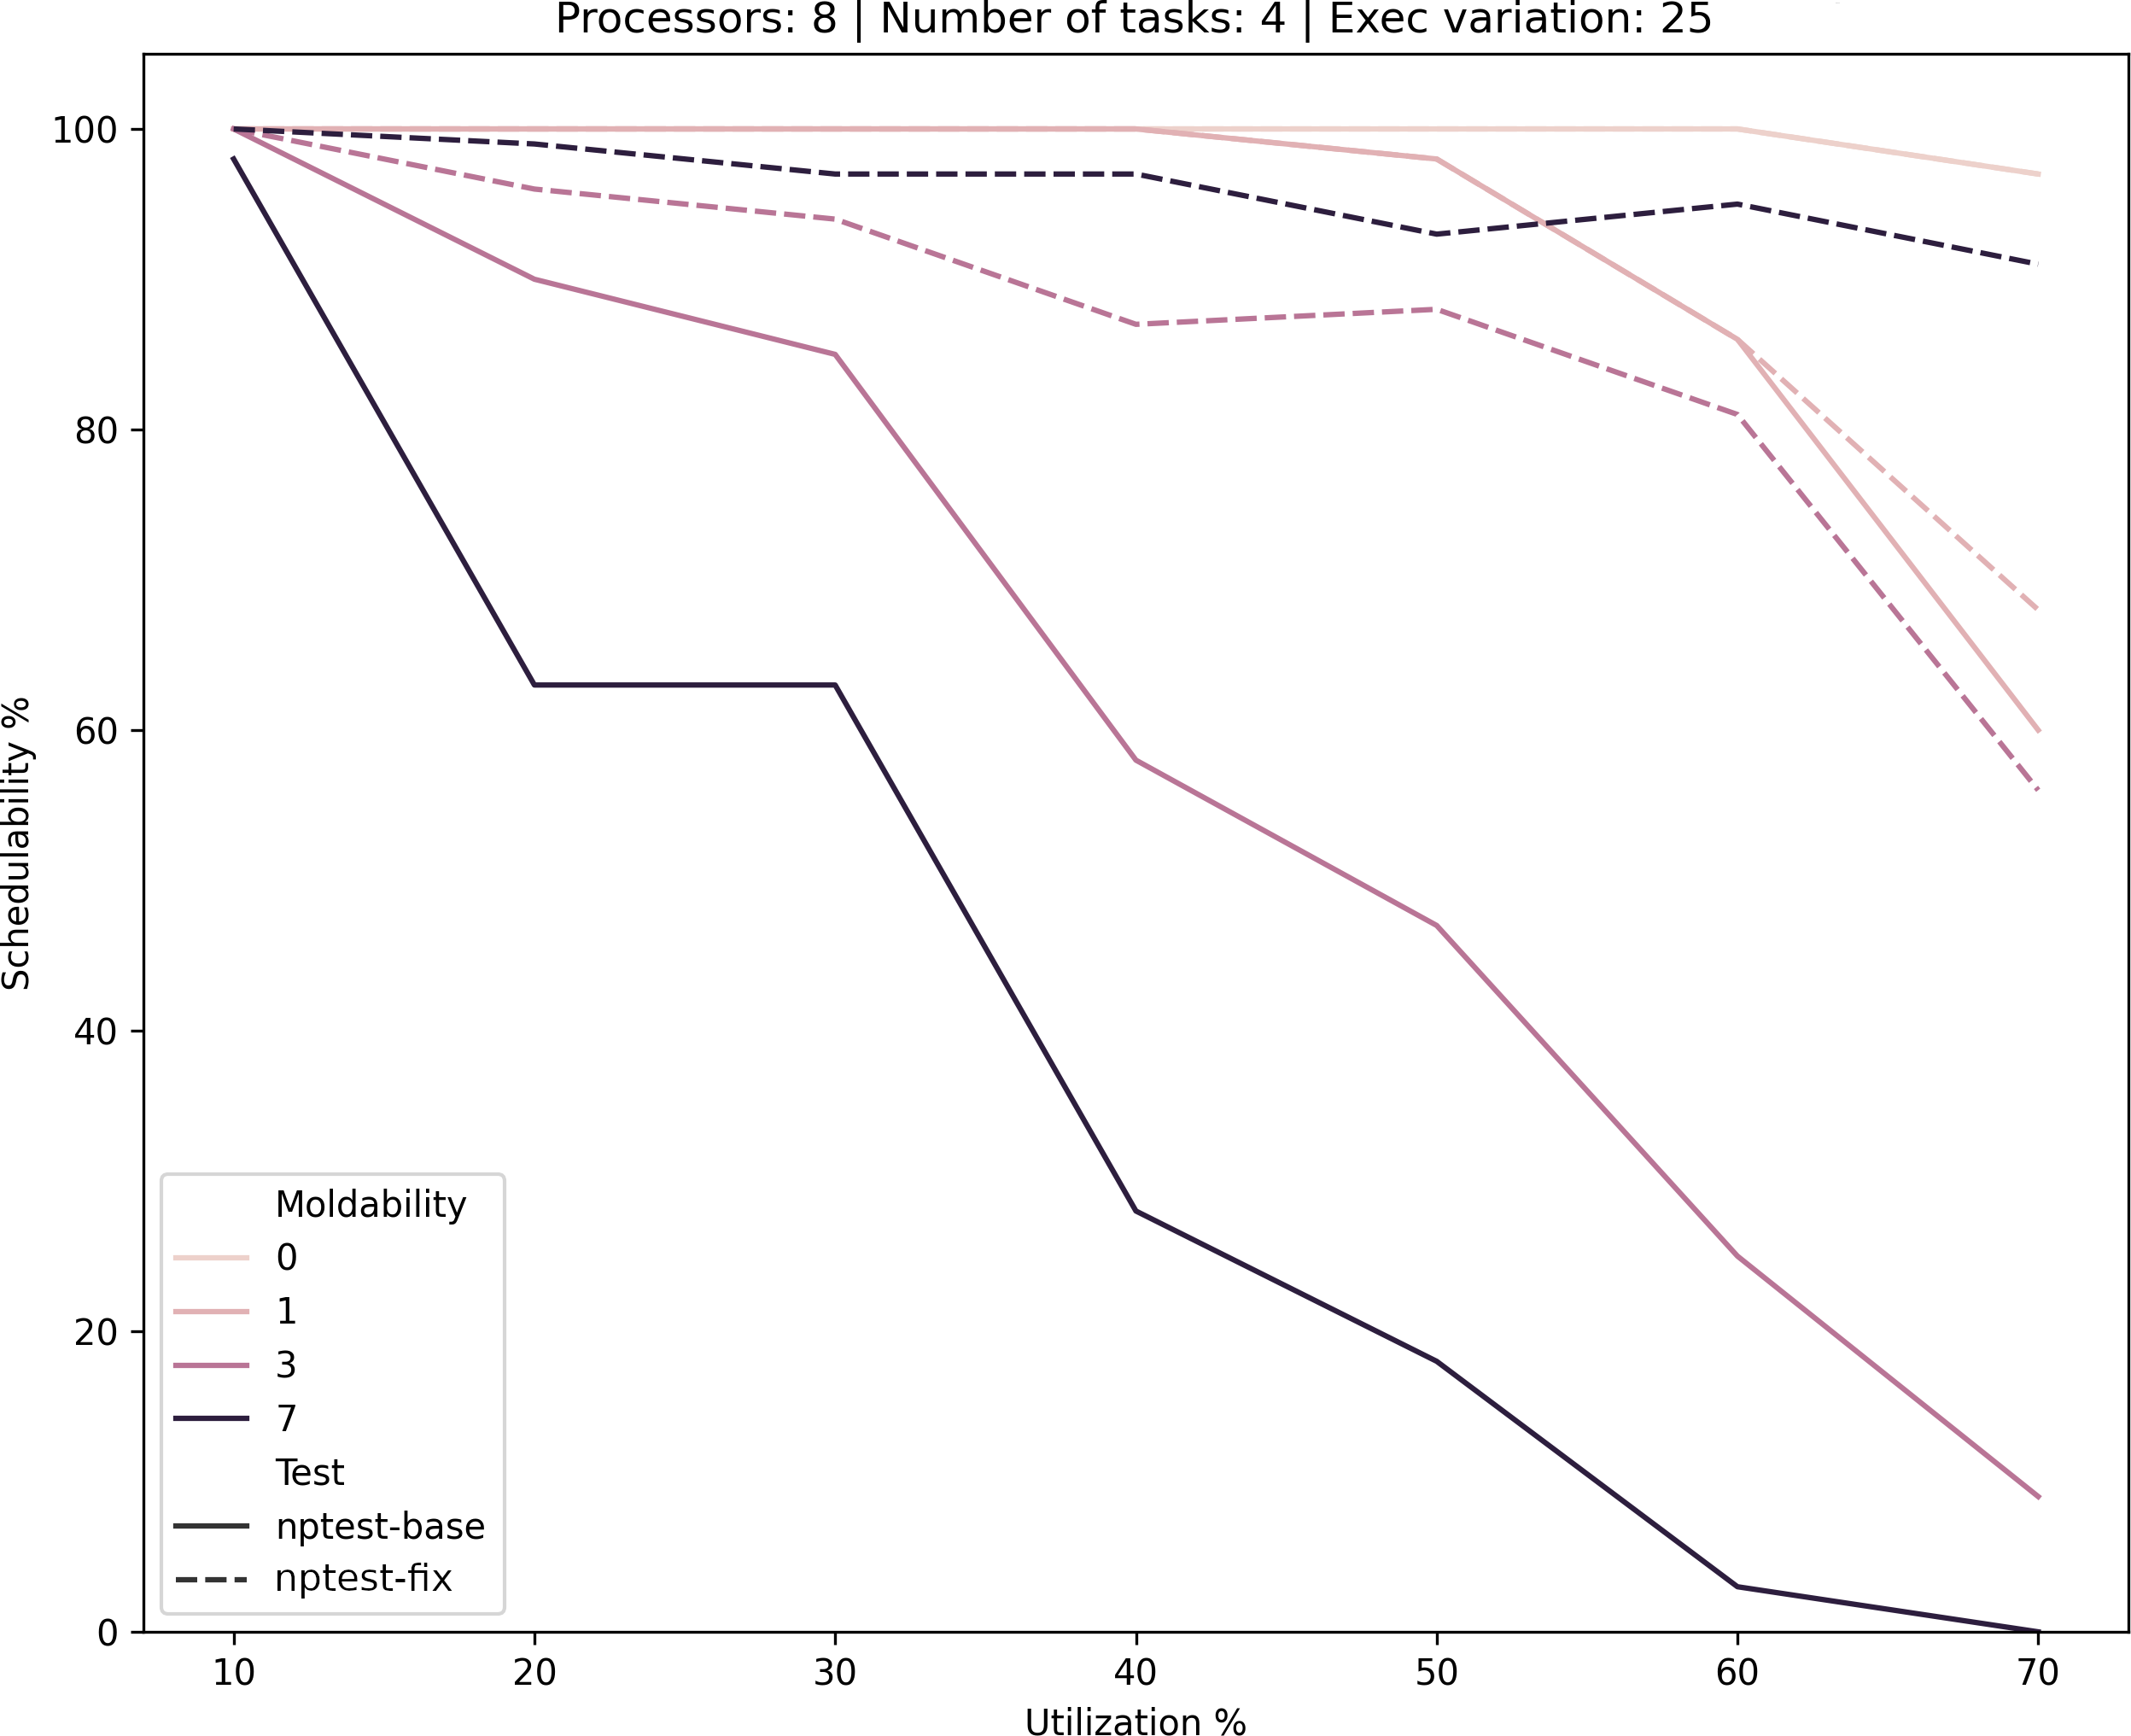 Processors: 8 | Number of tasks: 4 | Exec variation: 25
100
80
60
40
20
0
Schedulability %
Moldability
0
1
3
7
Test
nptest-base
nptest-fix
10 20 30 40 50 60 70
Utilization %